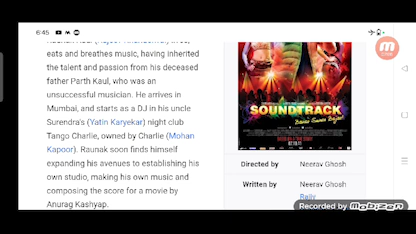 6:45
eats and breathes music, having inherited
the talent and passion from his deceased
father Parth Kaul, who was an
unsuccessful musician. He arrives in
Mumbai, and starts as a DJ in his uncle
Surendra's (Yatin Karyekar) night club
Tango Charlie, owned by Charlie (Mohan
Kapoor). Raunak soon finds himself
expanding his avenues to establishing his
own studio, making his own music and
composing the score for a movie by
Anurag Kashyap.
SOUNDTRACK
Directed by Neerav Ghosh
Written by Neerav Ghosh
Rajiv
Recorded by Mobizen